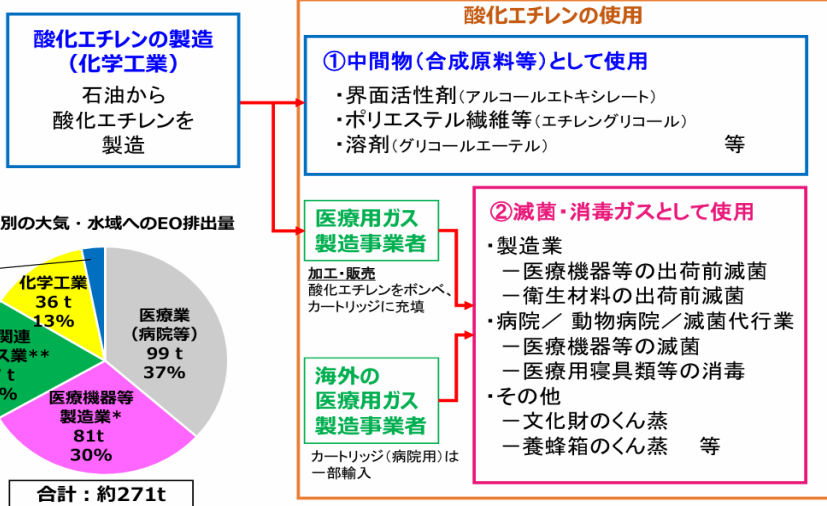 酸化エチレンの製造
（化学工業）
石油から
酸化エチレンを
製造
酸化エチレンの使用
①中間物（合成原料等）として使用
・界面活性剤（アルコールエトキシレート）
・ポリエステル繊維等（エチレングリコール）
・溶剤（グリコールエーテル） 等
医療用ガス
製造事業者
加工・販売
酸化エチレンをボンベ、
カートリッジに充填
海外の
医療用ガス
製造事業者
カートリッジ（病院用）は
一部輸入
②滅菌・消毒ガスとして使用
・製造業
－医療機器等の出荷前滅菌
－衛生材料の出荷前滅菌
・病院／動物病院／滅菌代行業
－医療機器等の滅菌
－医療用寝具類等の消毒
・その他
－文化財のくん蒸
－養蜂箱のくん蒸 等
別の大気・水域へのEO排出量
化学工業
36 t
13%
医療業
（病院等）
99 t
37%
関連
ス業**
t
%
医療機器等
製造業*
81t
30%
合計：約271t